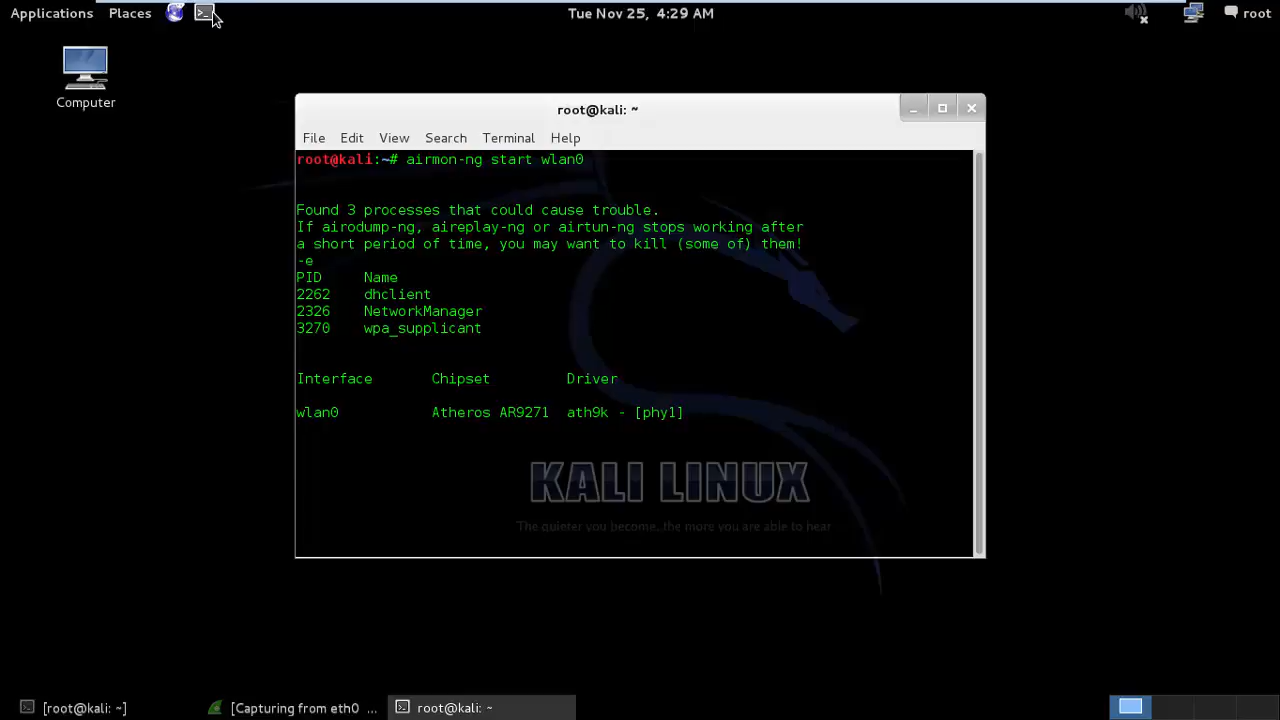 Applications Places Tue Nov 25, 4:29 AM root
Computer
root@kali: ~
File Edit View Search Terminal Help
root@kali:~# airmon-ng start wlan0
Found 3 processes that could cause trouble.
If airodump-ng, aireplay-ng or airtun-ng stops working after
a short period of time, you may want to kill (some of) them!
-e
PID Name
2262 dhclient
2326 NetworkManager
3270 wpa_supplicant
Interface Chipset Driver
wlan0 Atheros AR9271 ath9k - [phy1]
KALI LINUX
The quieter you become, the more you are able to hear
[root@kali: ~] [Capturing from eth0 ... root@kali: ~